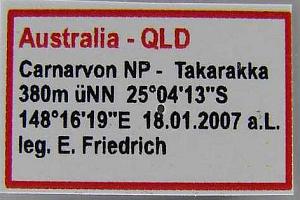 Australia - QLD
Carnarvon NP - Takarakka
380m üNN 25°04'13"S
148°16'19"E 18.01.2007 a.L.
leg. E. Friedrich